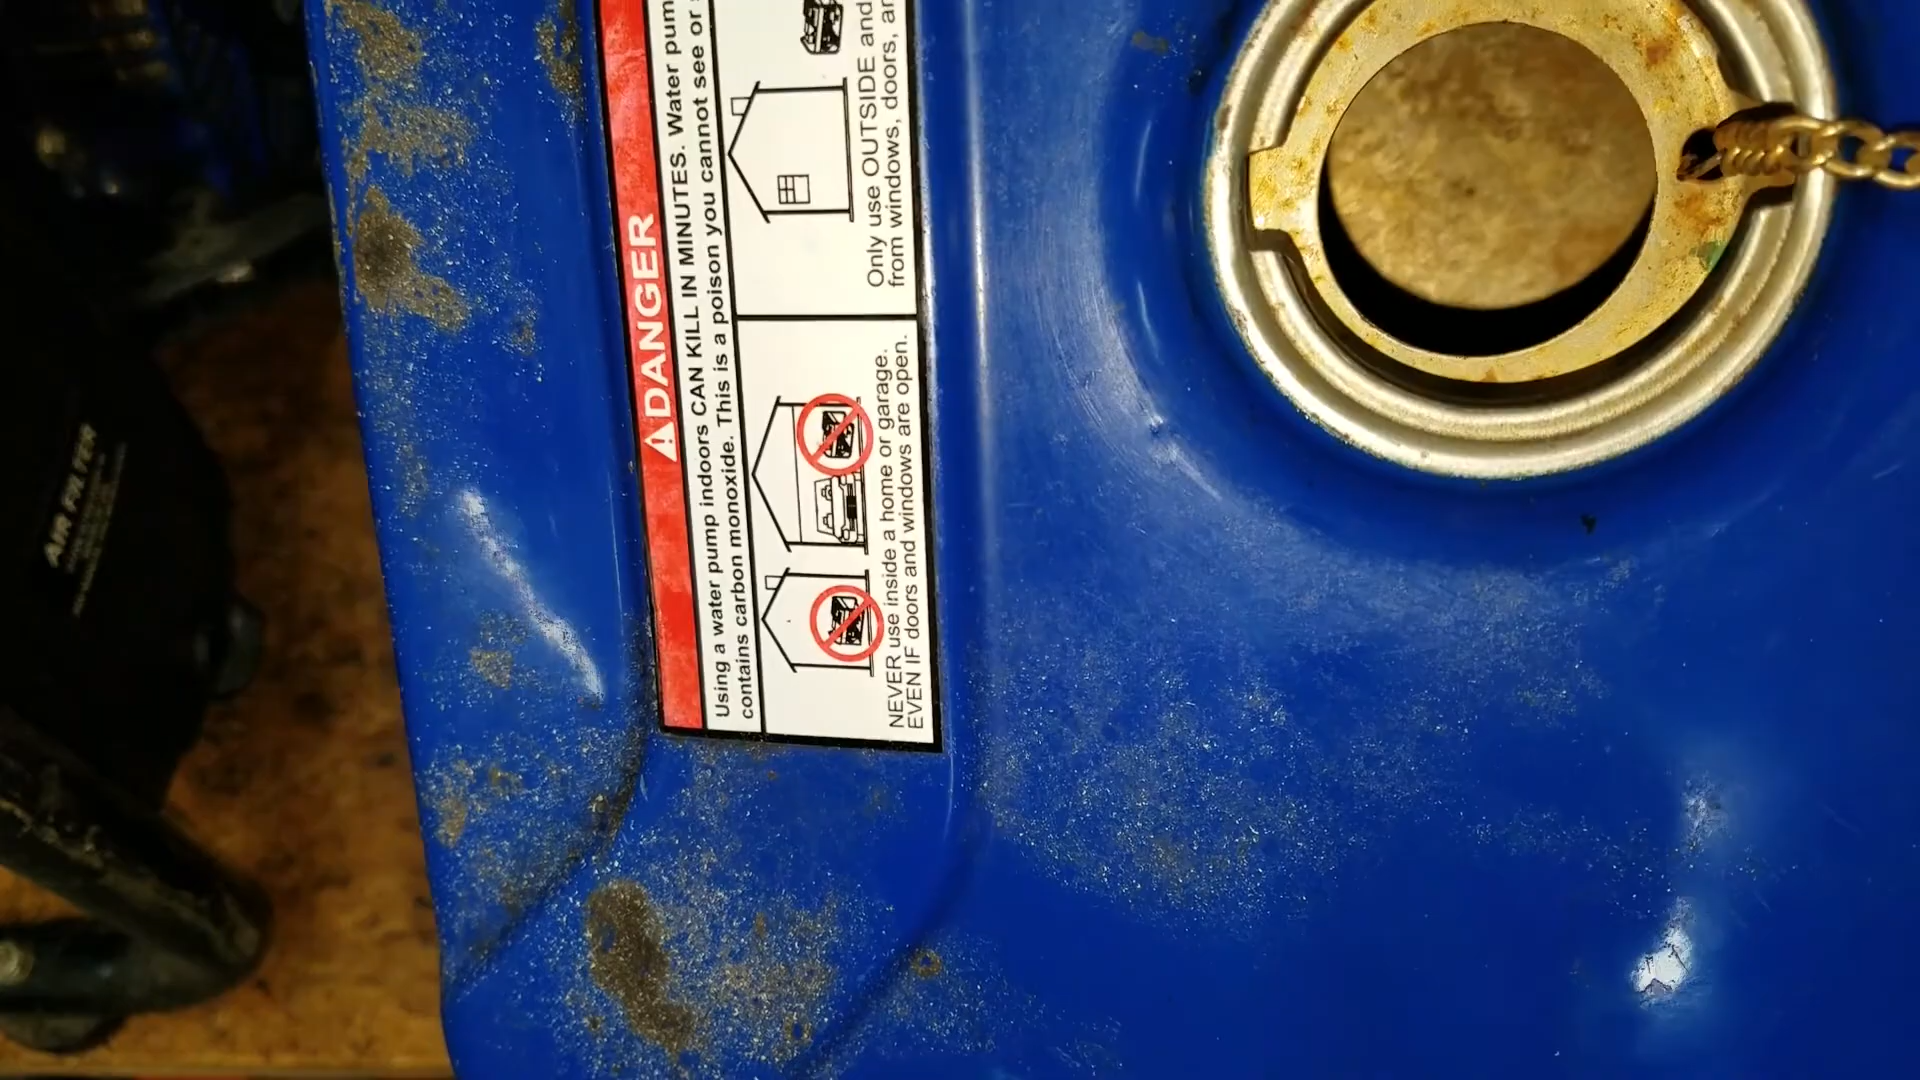 DANGER
Using a water pump indoors CAN KILL IN MINUTES. Water pum
contains carbon monoxide. This is a poison you cannot see or
NEVER use inside a home or garage.
EVEN IF doors and windows are open.
Only use OUTSIDE and
from windows, doors, an
AIR FILTER